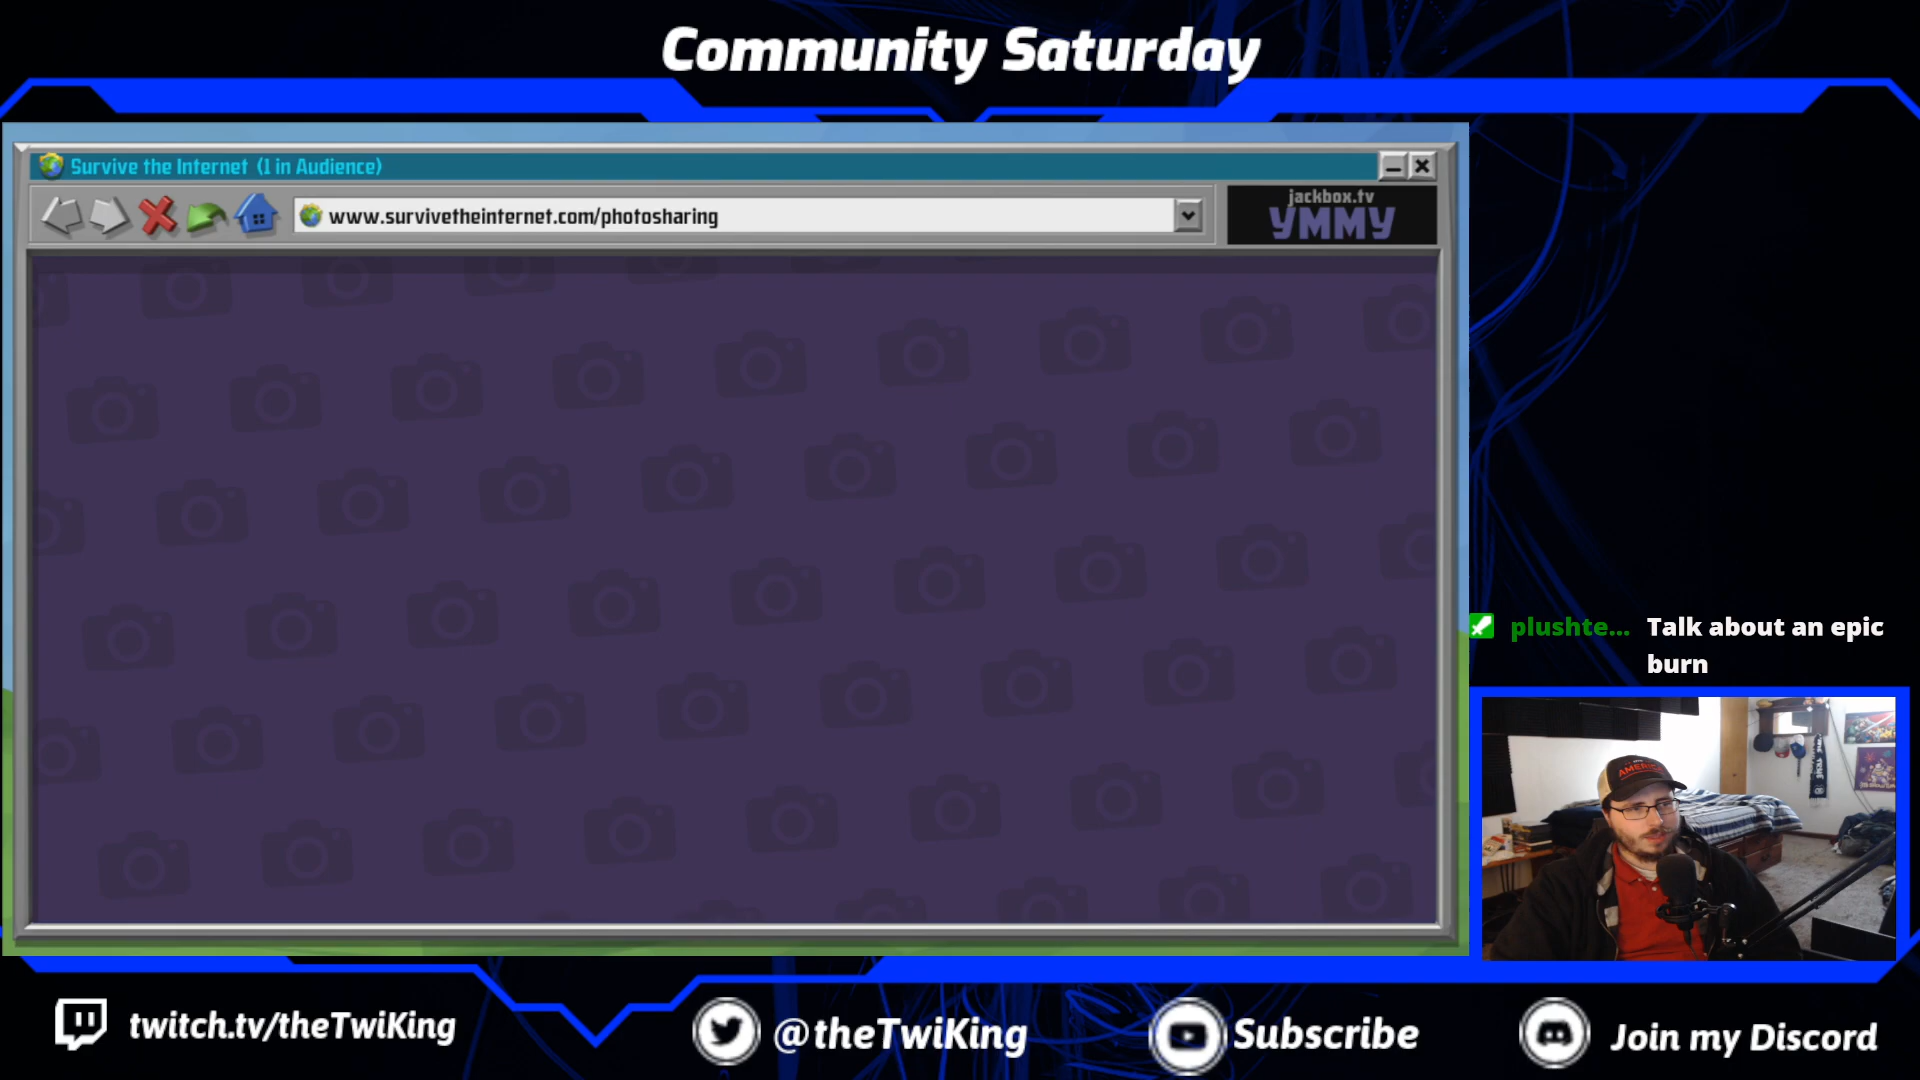 Community Saturday
Survive the Internet (1 in Audience)
www.survivetheinternet.com/photosharing
jackbox.tv
YMMY
plushte... Talk about an epic
burn
AMERICA
twitch.tv/theTwiKing
@theTwiKing
Subscribe
Join my Discord